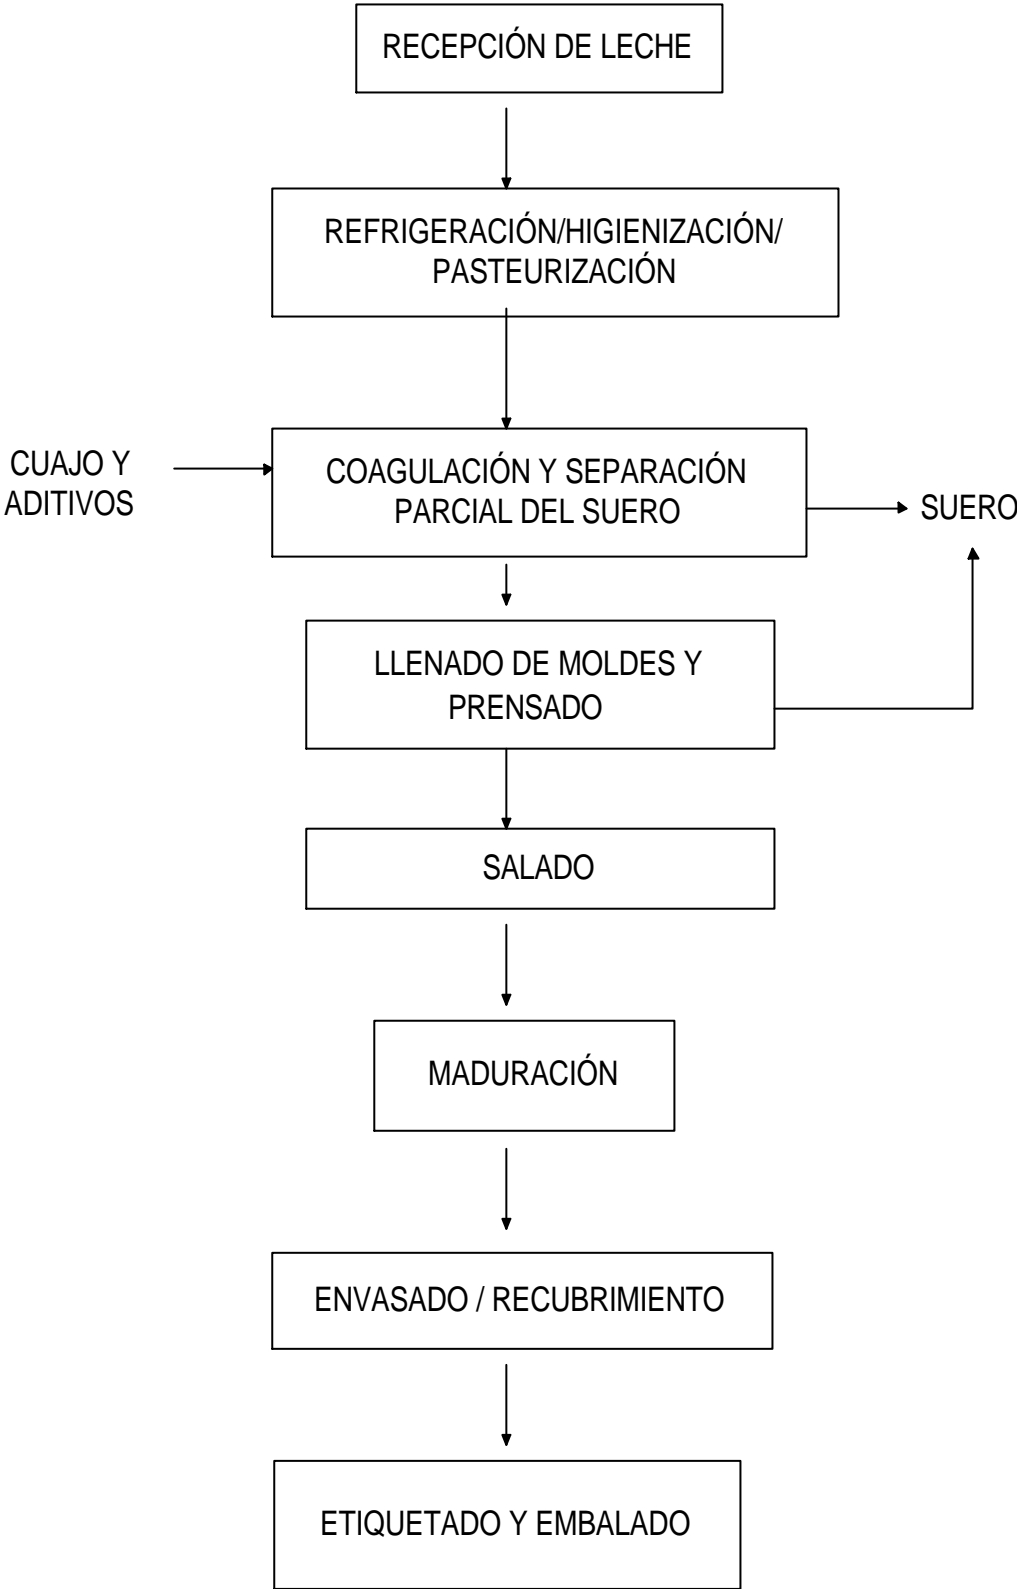 RECEPCIÓN DE LECHE
REFRIGERACIÓN/HIGIENIZACIÓN/
PASTEURIZACIÓN
CUAJO Y
ADITIVOS
COAGULACIÓN Y SEPARACIÓN
PARCIAL DEL SUERO
SUERO
LLENADO DE MOLDES Y
PRENSADO
SALADO
MADURACIÓN
ENVASADO / RECUBRIMIENTO
ETIQUETADO Y EMBALADO